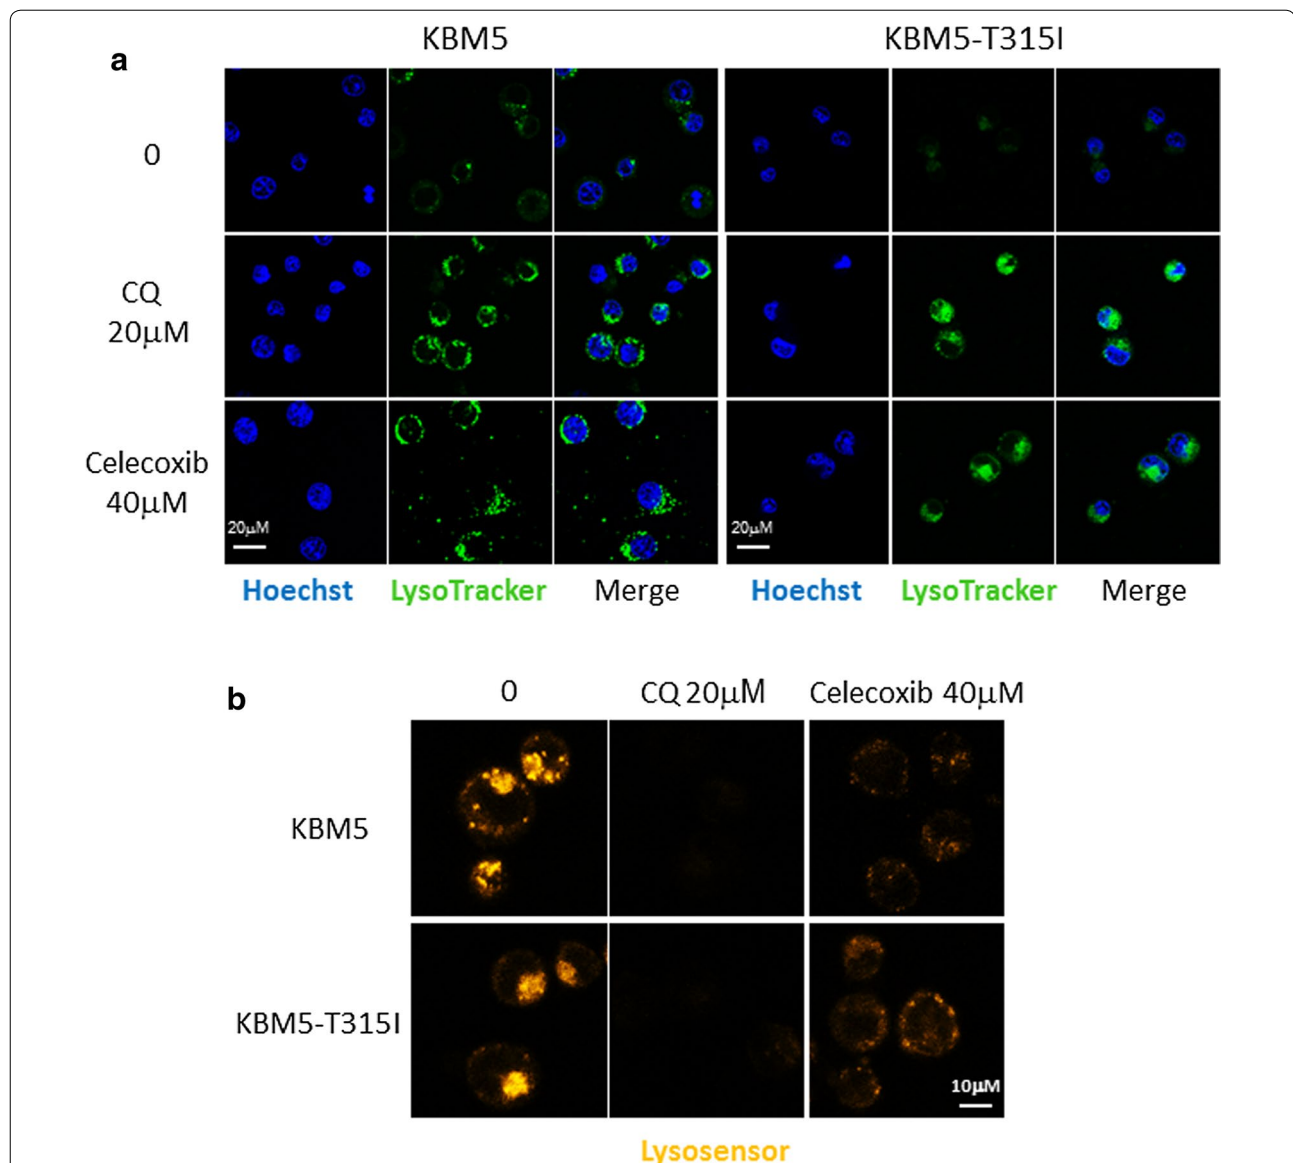 a
KBM5
KBM5-T315I
0
CQ
20μM
Celecoxib
40μM
20μM
20μM
Hoechst
LysoTracker
Merge
Hoechst
LysoTracker
Merge
b
0
CQ 20μM
Celecoxib 40μM
KBM5
KBM5-T315I
10μM
Lysosensor